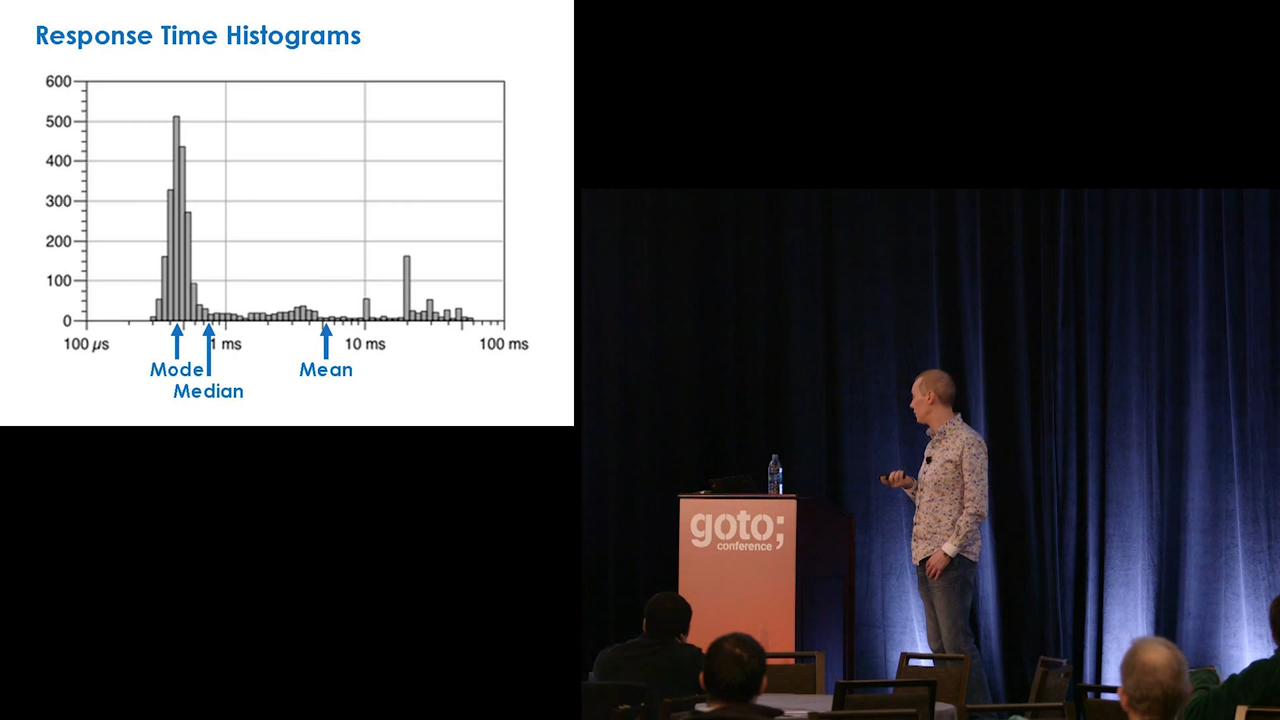 Response Time Histograms
600
500
400
300
200
100
0
100 µs
1 ms
10 ms
100 ms
Mode
Median
Mean
goto;
conference